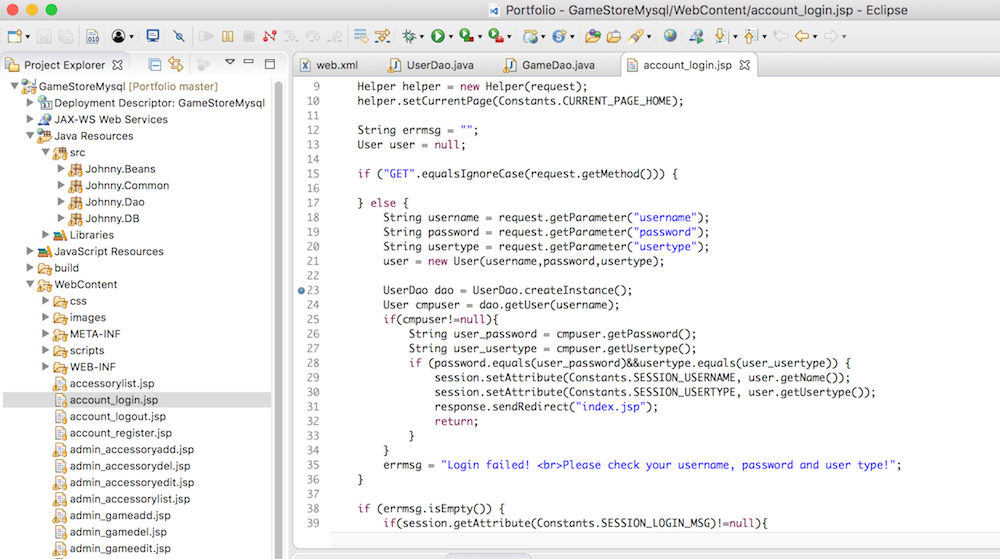 Portfolio - GameStoreMysql/WebContent/account_login.jsp - Eclipse
Project Explorer
GameStoreMysql [Portfolio master]
Deployment Descriptor: GameStoreMysql
JAX-WS Web Services
Java Resources
src
Johnny.Beans
Johnny.Common
Johnny.Dao
Johnny.DB
Libraries
JavaScript Resources
build
WebContent
css
images
META-INF
scripts
WEB-INF
accessorylist.jsp
account_login.jsp
account_logout.jsp
account_register.jsp
admin_accessoryadd.jsp
admin_accessorydel.jsp
admin_accessoryedit.jsp
admin_accessorylist.jsp
admin_gameadd.jsp
admin_gamedel.jsp
admin_gameedit.jsp
web.xml UserDao.java GameDao.java account_login.jsp
9 Helper helper = new Helper(request);
10 helper.setCurrentPage(Constants.CURRENT_PAGE_HOME);
11
12 String errmsg = "";
13 User user = null;
14
15 if ("GET".equalsIgnoreCase(request.getMethod())) {
16
17 } else {
18 String username = request.getParameter("username");
19 String password = request.getParameter("password");
20 String usertype = request.getParameter("usertype");
21 user = new User(username,password,usertype);
22
23 UserDao dao = UserDao.createInstance();
24 User cmpuser = dao.getUser(username);
25 if(cmpuser!=null){
26 String user_password = cmpuser.getPassword();
27 String user_usertype = cmpuser.getUsertype();
28 if (password.equals(user_password)&&usertype.equals(user_usertype)) {
29 session.setAttribute(Constants.SESSION_USERNAME, user.getName());
30 session.setAttribute(Constants.SESSION_USERTYPE, user.getUsertype());
31 response.sendRedirect("index.jsp");
32 return;
33 }
34 }
35 errmsg = "Login failed! <br>Please check your username, password and user type!";
36 }
37
38 if (errmsg.isEmpty()) {
39 if(session.getAttribute(Constants.SESSION_LOGIN_MSG)!=null){